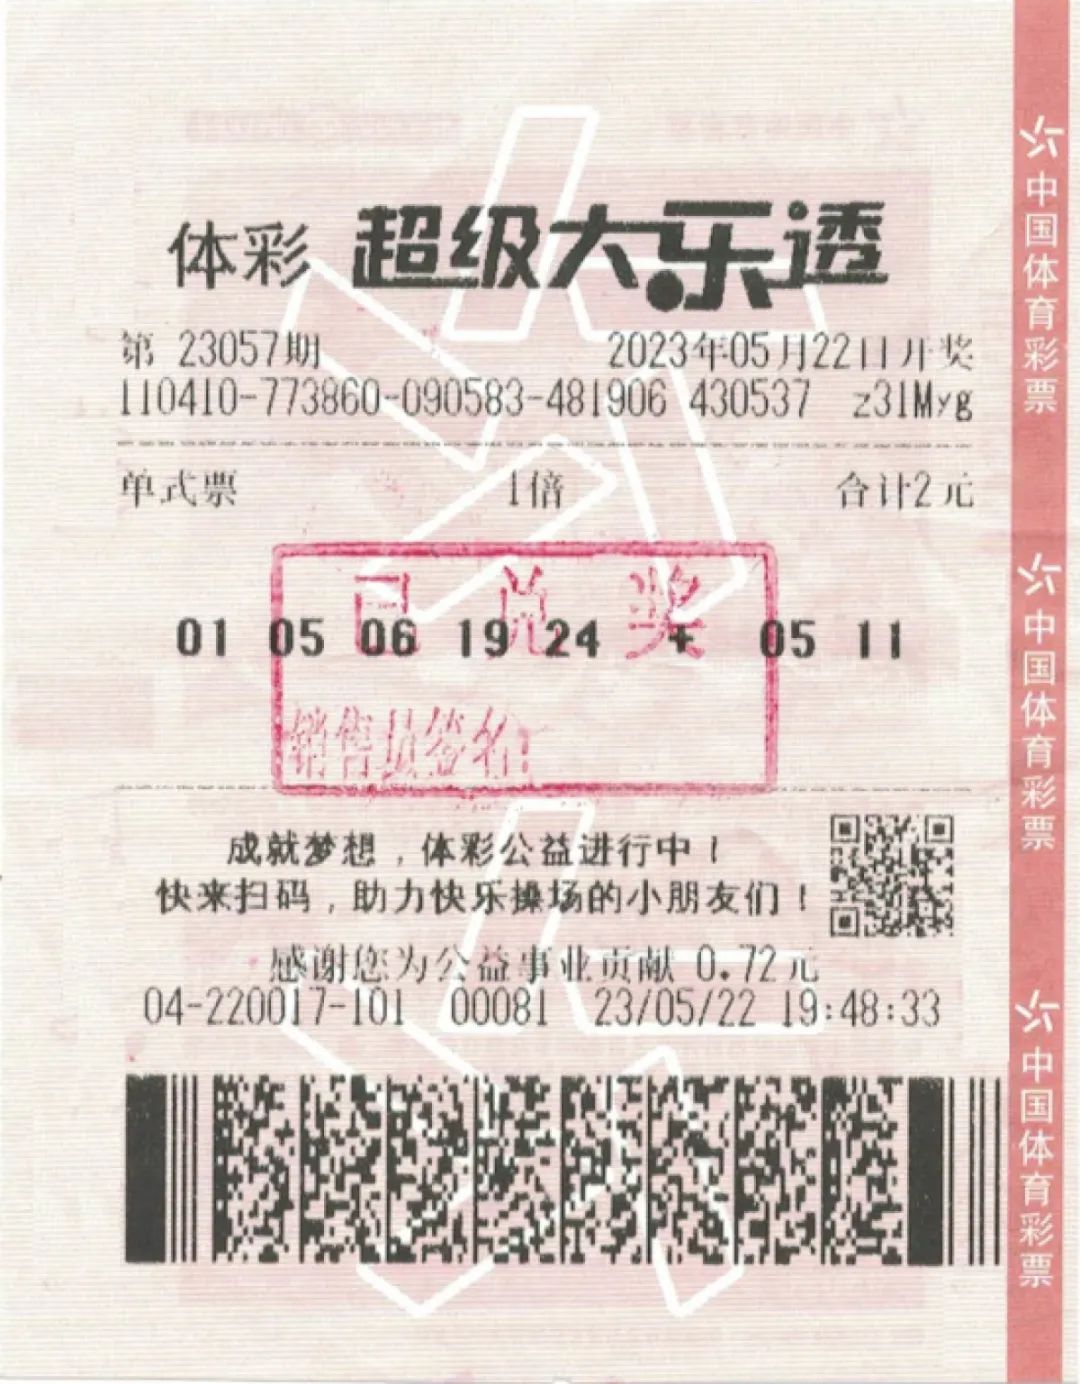 体彩 超级大乐透
第 23057期 2023年05月22日开奖
110410-773860-090583-481906 430537 z31Myg
单式票 1倍 合计2元
已兑奖
01 05 06 19 24 + 05 11
销售员签名:
成就梦想，体彩公益进行中！
快来扫码，助力快乐操场的小朋友们！
感谢您为公益事业贡献 0.72元
04-220017-101 00081 23/05/22 19:48:33
中国体育彩票
中国体育彩票
中国体育彩票